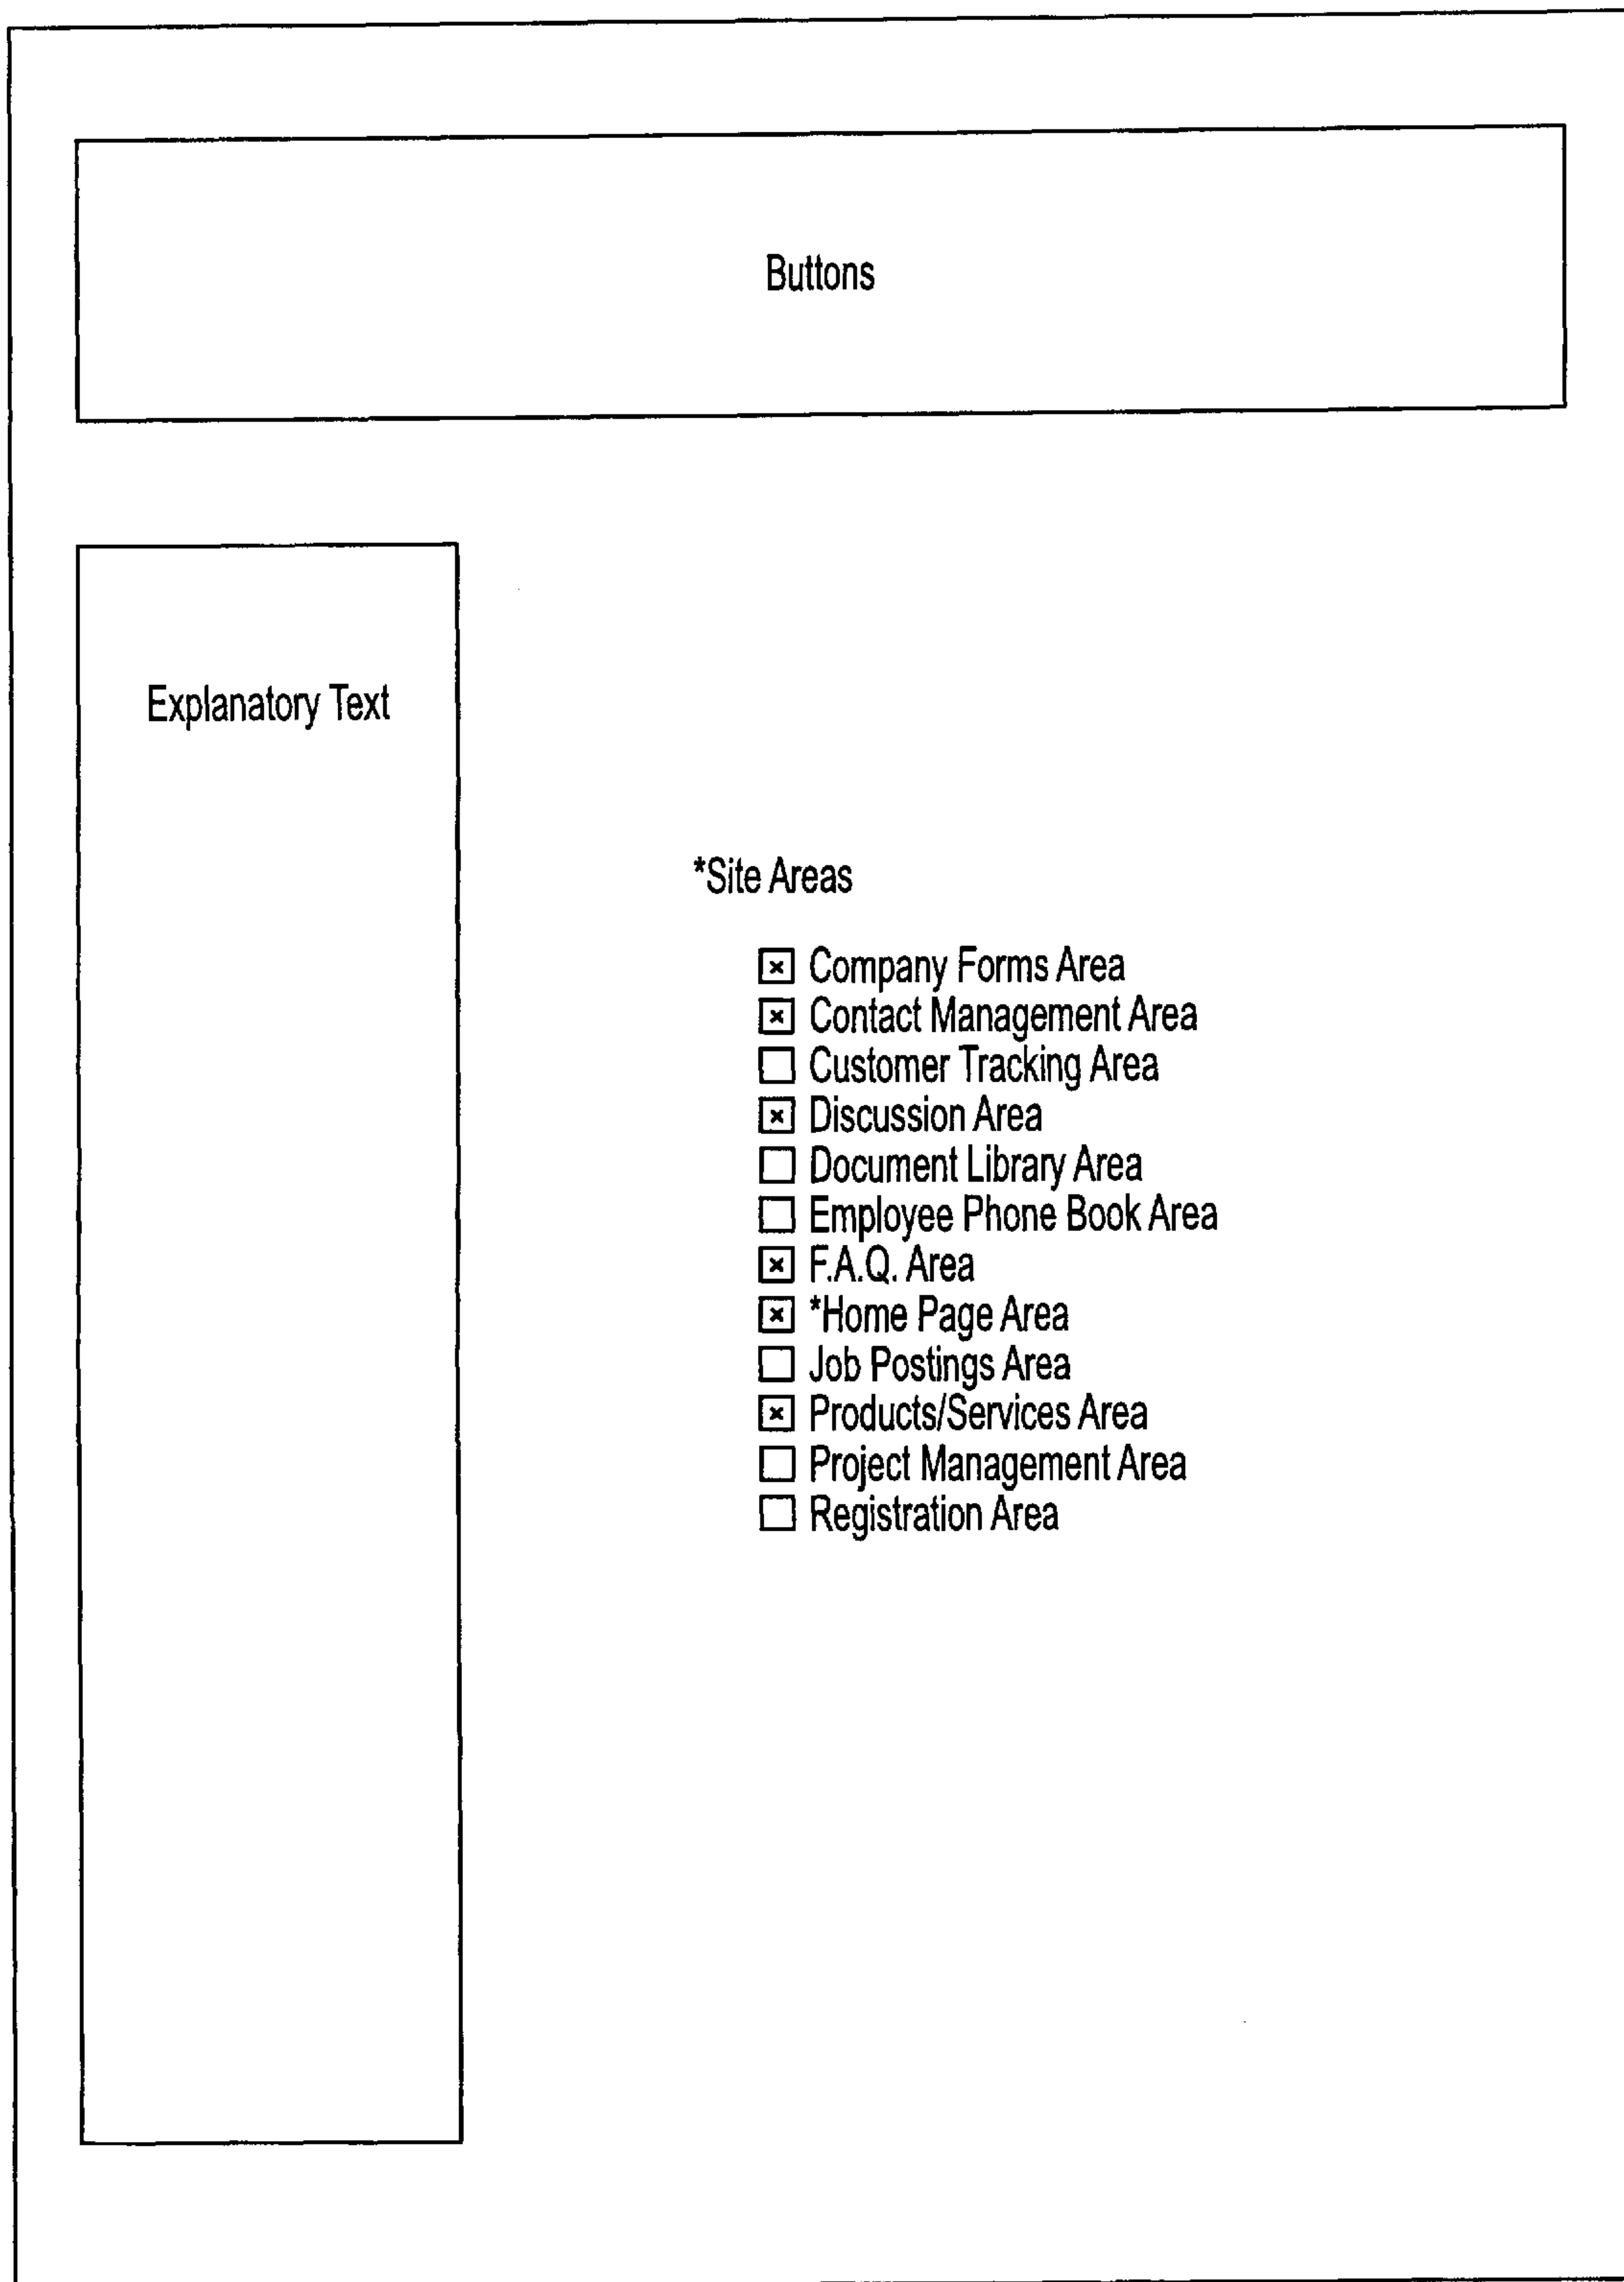 Buttons
Explanatory Text
*Site Areas
Company Forms Area
Contact Management Area
Customer Tracking Area
Discussion Area
Document Library Area
Employee Phone Book Area
F.A.Q. Area
*Home Page Area
Job Postings Area
Products/Services Area
Project Management Area
Registration Area